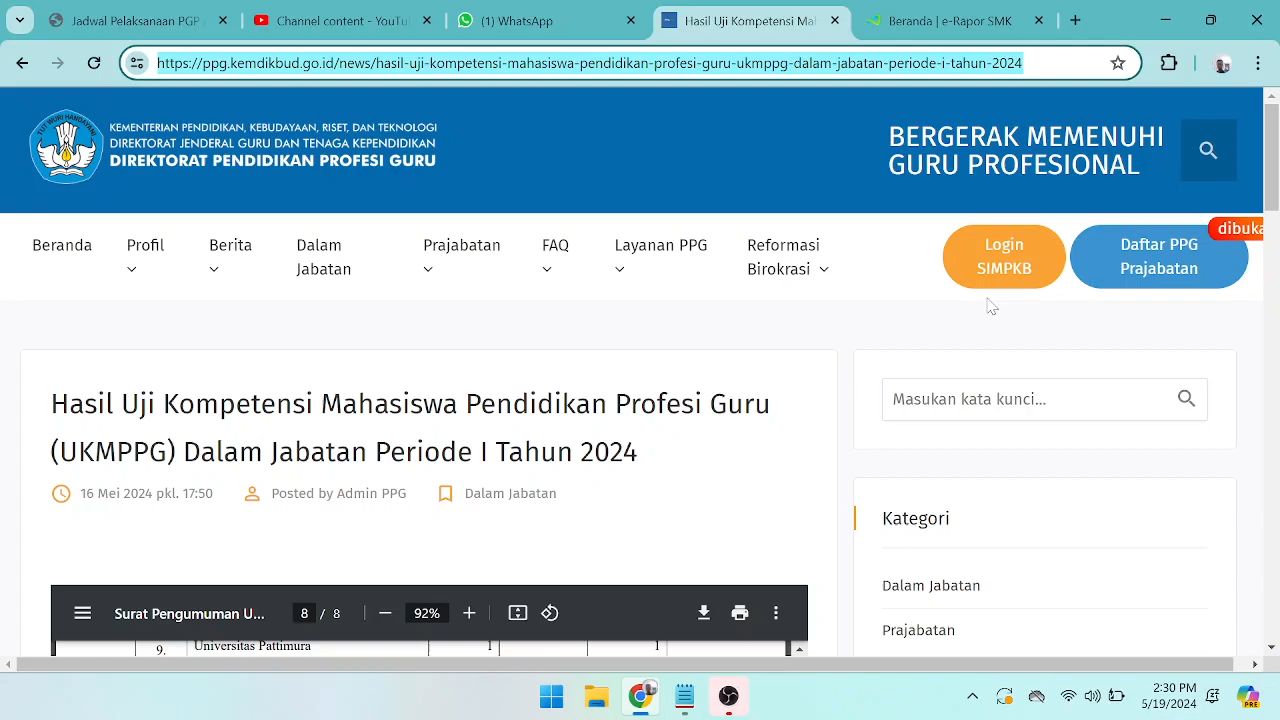 Jadwal Pelaksanaan PGP
Channel content - YouTu
(1) WhatsApp
Hasil Uji Kompetensi Ma
Beranda | e-Rapor SMK
https://ppg.kemdikbud.go.id/news/hasil-uji-kompetensi-mahasiswa-pendidikan-profesi-guru-ukmppg-dalam-jabatan-periode-i-tahun-2024
TUT WURI HANDAYANI
KEMENTERIAN PENDIDIKAN, KEBUDAYAAN, RISET, DAN TEKNOLOGI
DIREKTORAT JENDERAL GURU DAN TENAGA KEPENDIDIKAN
DIREKTORAT PENDIDIKAN PROFESI GURU
BERGERAK MEMENUHI
GURU PROFESIONAL
Beranda
Profil
Berita
Dalam
Jabatan
Prajabatan
FAQ
Layanan PPG
Reformasi
Birokrasi
Login
SIMPKB
Daftar PPG
Prajabatan
dibuka
Hasil Uji Kompetensi Mahasiswa Pendidikan Profesi Guru
(UKMPPG) Dalam Jabatan Periode I Tahun 2024
16 Mei 2024 pkl. 17:50
Posted by Admin PPG
Dalam Jabatan
Masukan kata kunci...
Kategori
Dalam Jabatan
Prajabatan
Surat Pengumuman U...
8 / 8
92%
9. Universitas Pattimura 1 1
2:30 PM
5/19/2024
PRE